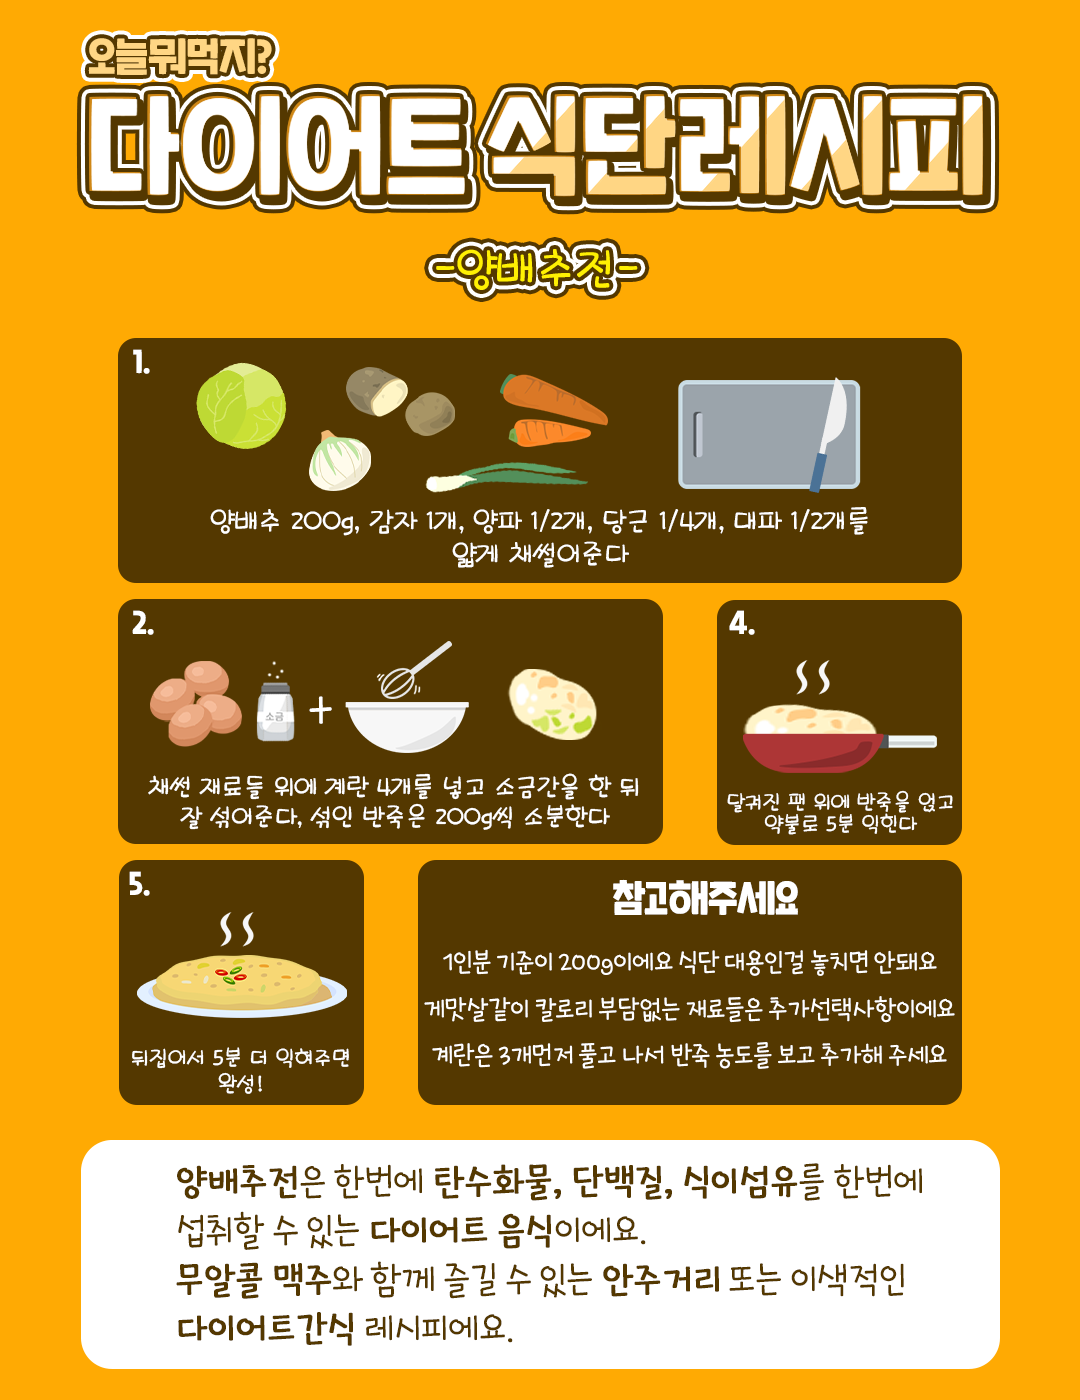 오늘뭐먹지?
다이어트 식단레시피
-양배추전-
1.
양배추 200g, 감자 1개, 양파 1/2개, 당근 1/4개, 대파 1/2개를
얇게 채썰어준다
2.
소금
+
채썬 재료들 위에 계란 4개를 넣고 소금간을 한 뒤
잘 섞어준다, 섞인 반죽은 200g씩 소분한다
4.
달궈진 팬 위에 반죽을 얹고
약불로 5분 익힌다
5.
뒤집어서 5분 더 익혀주면
완성!
참고해주세요
1인분 기준이 200g이에요 식단 대용인걸 놓치면 안돼요
게맛살같이 칼로리 부담없는 재료들은 추가선택사항이에요
계란은 3개먼저 풀고 나서 반죽 농도를 보고 추가해 주세요
양배추전은 한번에 탄수화물, 단백질, 식이섬유를 한번에
섭취할 수 있는 다이어트 음식이에요.
무알콜 맥주와 함께 즐길 수 있는 안주거리 또는 이색적인
다이어트간식 레시피에요.